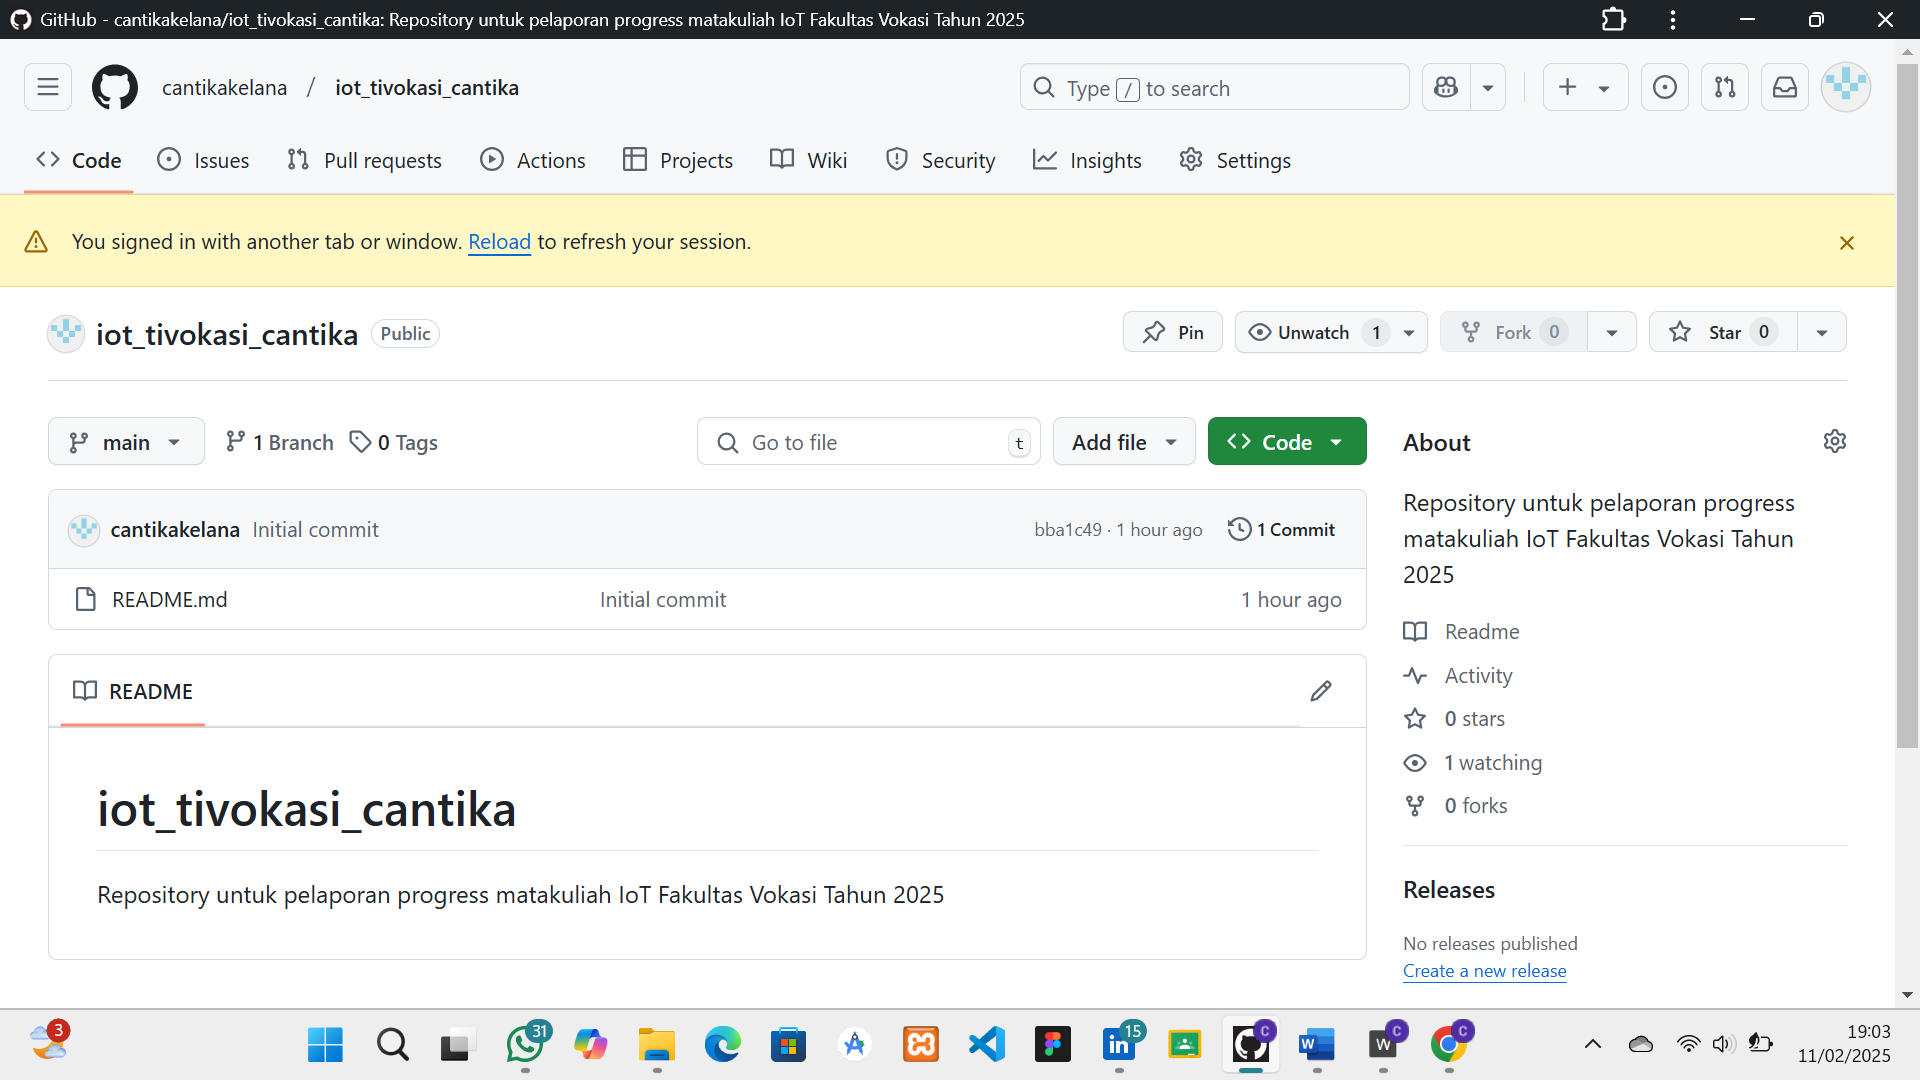 GitHub - cantikakelana/iot_tivokasi_cantika: Repository untuk pelaporan progress matakuliah IoT Fakultas Vokasi Tahun 2025
cantikakelana / iot_tivokasi_cantika
Type / to search
Code Issues Pull requests Actions Projects Wiki Security Insights Settings
You signed in with another tab or window. Reload to refresh your session.
iot_tivokasi_cantika Public
Pin Unwatch 1 Fork 0 Star 0
main 1 Branch 0 Tags
Go to file t
Add file Code
cantikakelana Initial commit bba1c49 · 1 hour ago 1 Commit
README.md Initial commit 1 hour ago
README
iot_tivokasi_cantika
Repository untuk pelaporan progress matakuliah IoT Fakultas Vokasi Tahun 2025
About
Repository untuk pelaporan progress
matakuliah IoT Fakultas Vokasi Tahun
2025
Readme
Activity
0 stars
1 watching
0 forks
Releases
No releases published
Create a new release
3
31
in 15
C
W
W C
C
19:03
11/02/2025